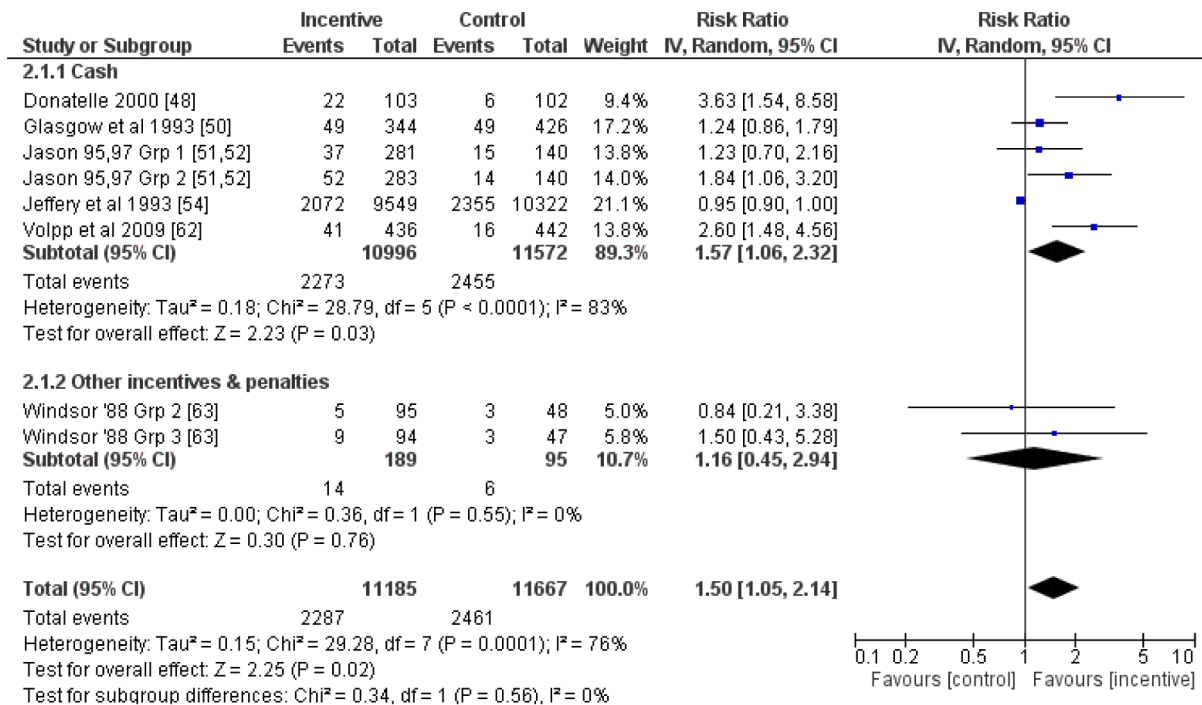 Incentive Control Risk Ratio Risk Ratio
Study or Subgroup Events Total Events Total Weight IV, Random, 95% CI IV, Random, 95% CI
2.1.1 Cash
Donatelle 2000 [48] 22 103 6 102 9.4% 3.63 [1.54, 8.58]
Glasgow et al 1993 [50] 49 344 49 426 17.2% 1.24 [0.86, 1.79]
Jason 95,97 Grp 1 [51,52] 37 281 15 140 13.8% 1.23 [0.70, 2.16]
Jason 95,97 Grp 2 [51,52] 52 283 14 140 14.0% 1.84 [1.06, 3.20]
Jeffery et al 1993 [54] 2072 9549 2355 10322 21.1% 0.95 [0.90, 1.00]
Volpp et al 2009 [62] 41 436 16 442 13.8% 2.60 [1.48, 4.56]
Subtotal (95% CI) 10996 11572 89.3% 1.57 [1.06, 2.32]
Total events 2273 2455
Heterogeneity: Tau² = 0.18; Chi² = 28.79, df = 5 (P < 0.0001); I² = 83%
Test for overall effect: Z = 2.23 (P = 0.03)
2.1.2 Other incentives & penalties
Windsor '88 Grp 2 [63] 5 95 3 48 5.0% 0.84 [0.21, 3.38]
Windsor '88 Grp 3 [63] 9 94 3 47 5.8% 1.50 [0.43, 5.28]
Subtotal (95% CI) 189 95 10.7% 1.16 [0.45, 2.94]
Total events 14 6
Heterogeneity: Tau² = 0.00; Chi² = 0.36, df = 1 (P = 0.55); I² = 0%
Test for overall effect: Z = 0.30 (P = 0.76)
Total (95% CI) 11185 11667 100.0% 1.50 [1.05, 2.14]
Total events 2287 2461
Heterogeneity: Tau² = 0.15; Chi² = 29.28, df = 7 (P = 0.0001); I² = 76%
Test for overall effect: Z = 2.25 (P = 0.02)
Test for subgroup differences: Chi² = 0.34, df = 1 (P = 0.56), I² = 0%
0.1 0.2 0.5 1 2 5 10
Favours [control] Favours [incentive]